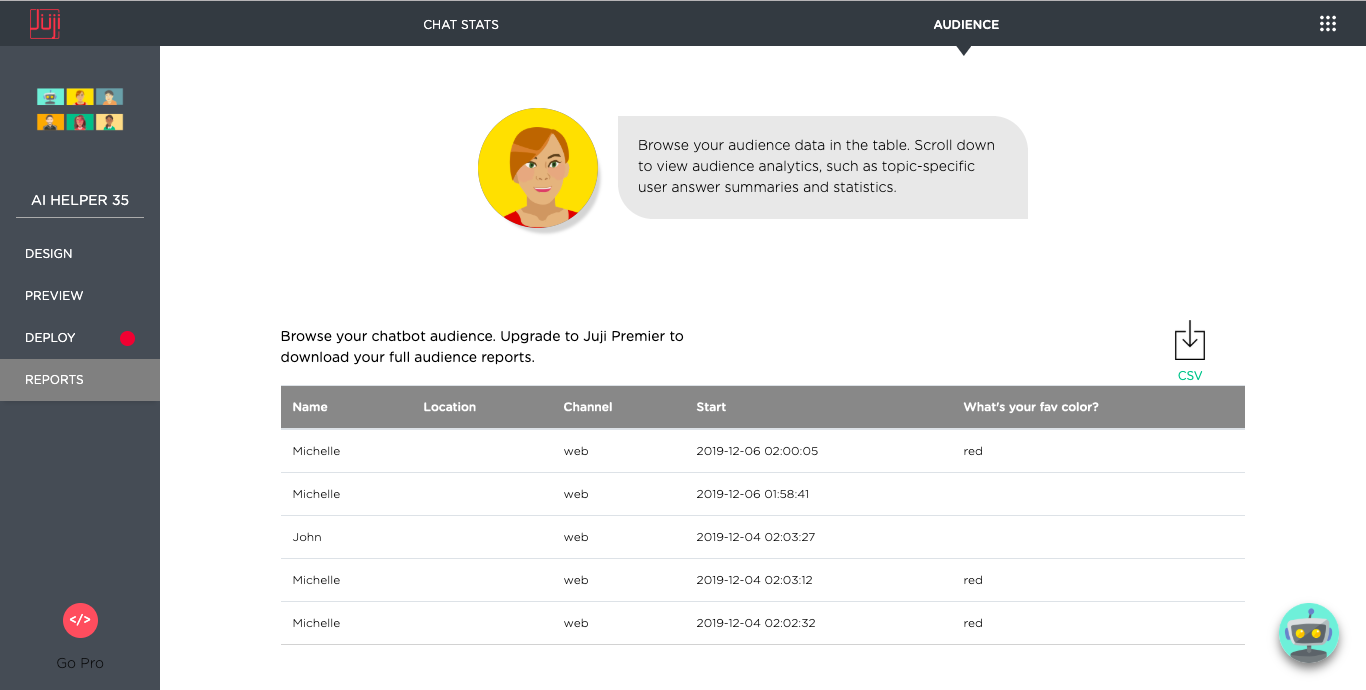 Juji
CHAT STATS
AUDIENCE
AI HELPER 35
DESIGN
PREVIEW
DEPLOY
REPORTS
</>
Go Pro
Browse your audience data in the table. Scroll down
to view audience analytics, such as topic-specific
user answer summaries and statistics.
Browse your chatbot audience. Upgrade to Juji Premier to
download your full audience reports.
CSV
Name Location Channel Start What's your fav color?
Michelle web 2019-12-06 02:00:05 red
Michelle web 2019-12-06 01:58:41
John web 2019-12-04 02:03:27
Michelle web 2019-12-04 02:03:12 red
Michelle web 2019-12-04 02:02:32 red